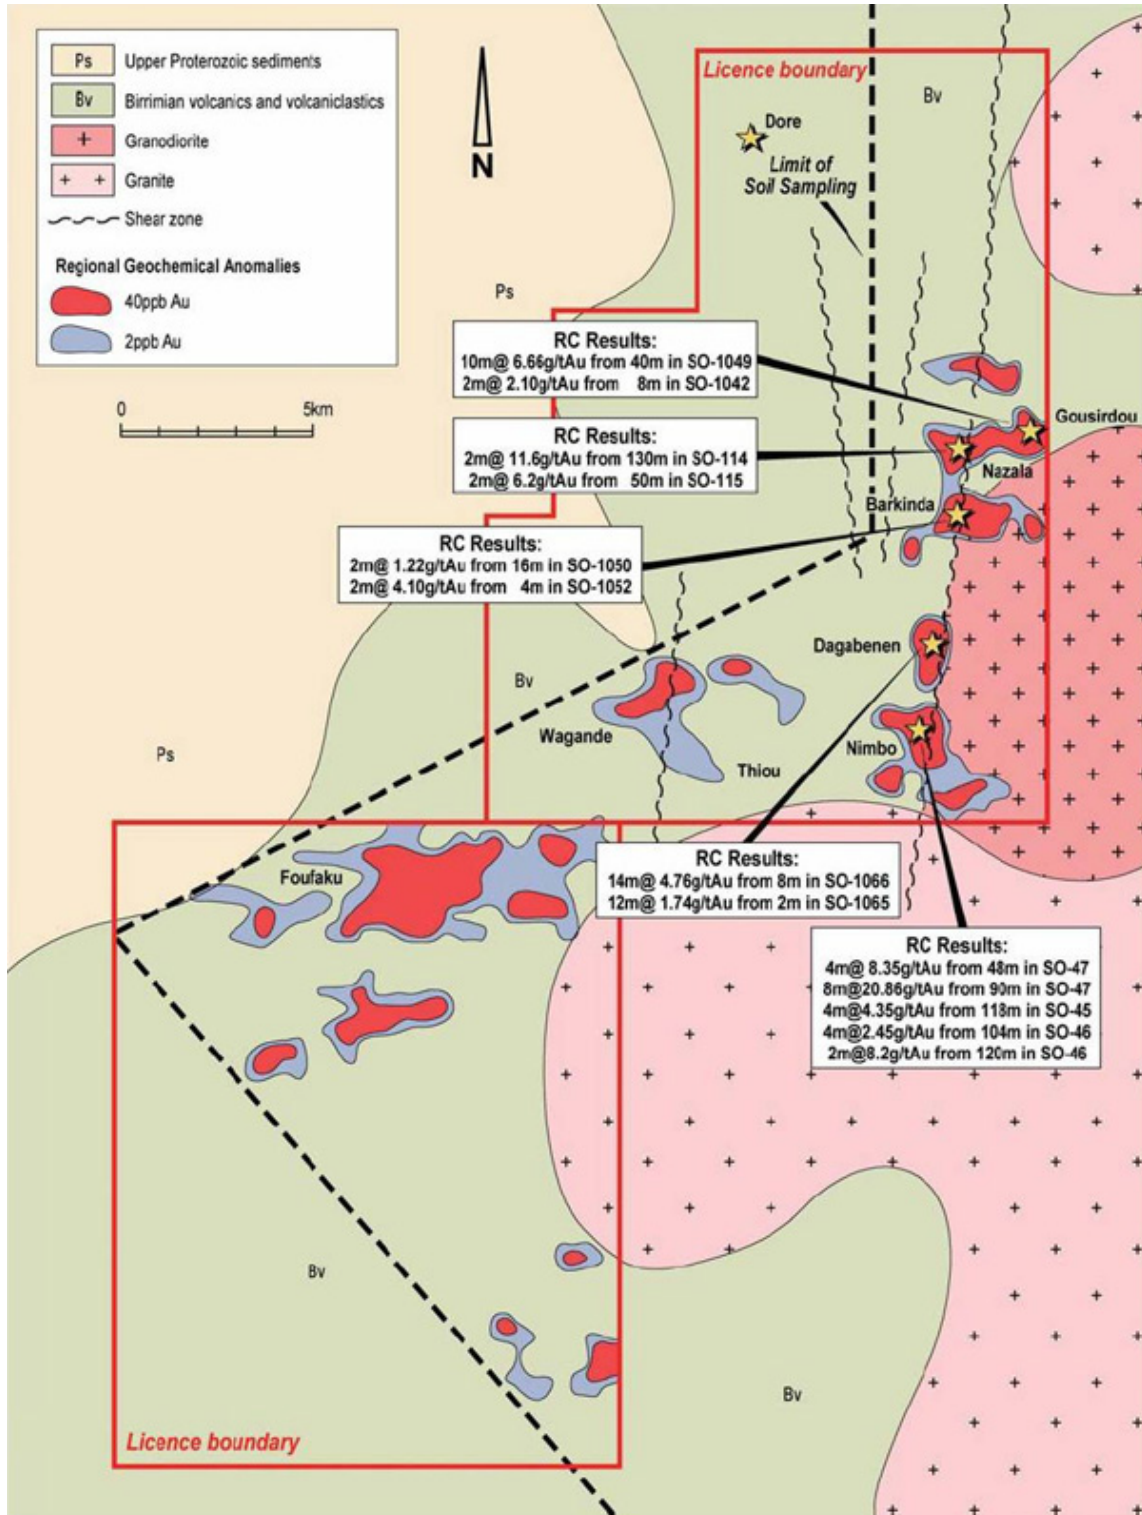 Ps Upper Proterozoic sediments
Bv Birrimian volcanics and volcaniclastics
Granodiorite
Granite
Shear zone
Regional Geochemical Anomalies
40ppb Au
2ppb Au
0 5km
N
Licence boundary
Bv
Dore
Limit of
Soil Sampling
Ps
RC Results:
10m@ 6.66g/tAu from 40m in SO-1049
2m@ 2.10g/tAu from 8m in SO-1042
Gousirdou
RC Results:
2m@ 11.6g/tAu from 130m in SO-114
2m@ 6.2g/tAu from 50m in SO-115
Nazala
Barkinda
RC Results:
2m@ 1.22g/tAu from 16m in SO-1050
2m@ 4.10g/tAu from 4m in SO-1052
Dagabenen
Bv
Wagande
Nimbo
Ps
Thiou
RC Results:
14m@ 4.76g/tAu from 8m in SO-1066
12m@ 1.74g/tAu from 2m in SO-1065
Foufaku
RC Results:
4m@ 8.35g/tAu from 48m in SO-47
8m@20.86g/tAu from 90m in SO-47
4m@4.35g/tAu from 118m in SO-45
4m@2.45g/tAu from 104m in SO-46
2m@8.2g/tAu from 120m in SO-46
Bv
Bv
Licence boundary